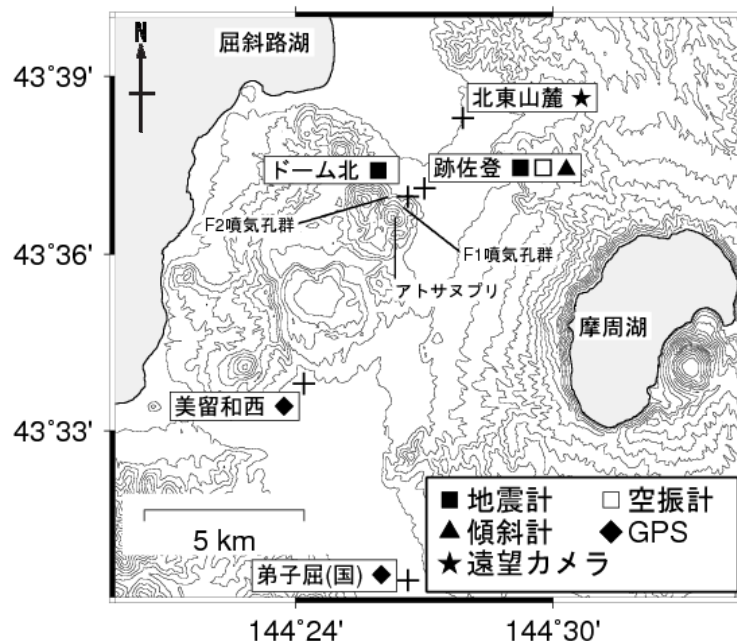 N
屈斜路湖
43°39'
北東山麓 ★
ドーム北 ■
跡佐登 ■□▲
F2噴気孔群
43°36'
F1噴気孔群
アトサヌプリ
摩周湖
美留和西 ◆
43°33'
■ 地震計 □ 空振計
▲ 傾斜計 ◆ GPS
★ 遠望カメラ
5 km
弟子屈(国) ◆
144°24' 144°30'